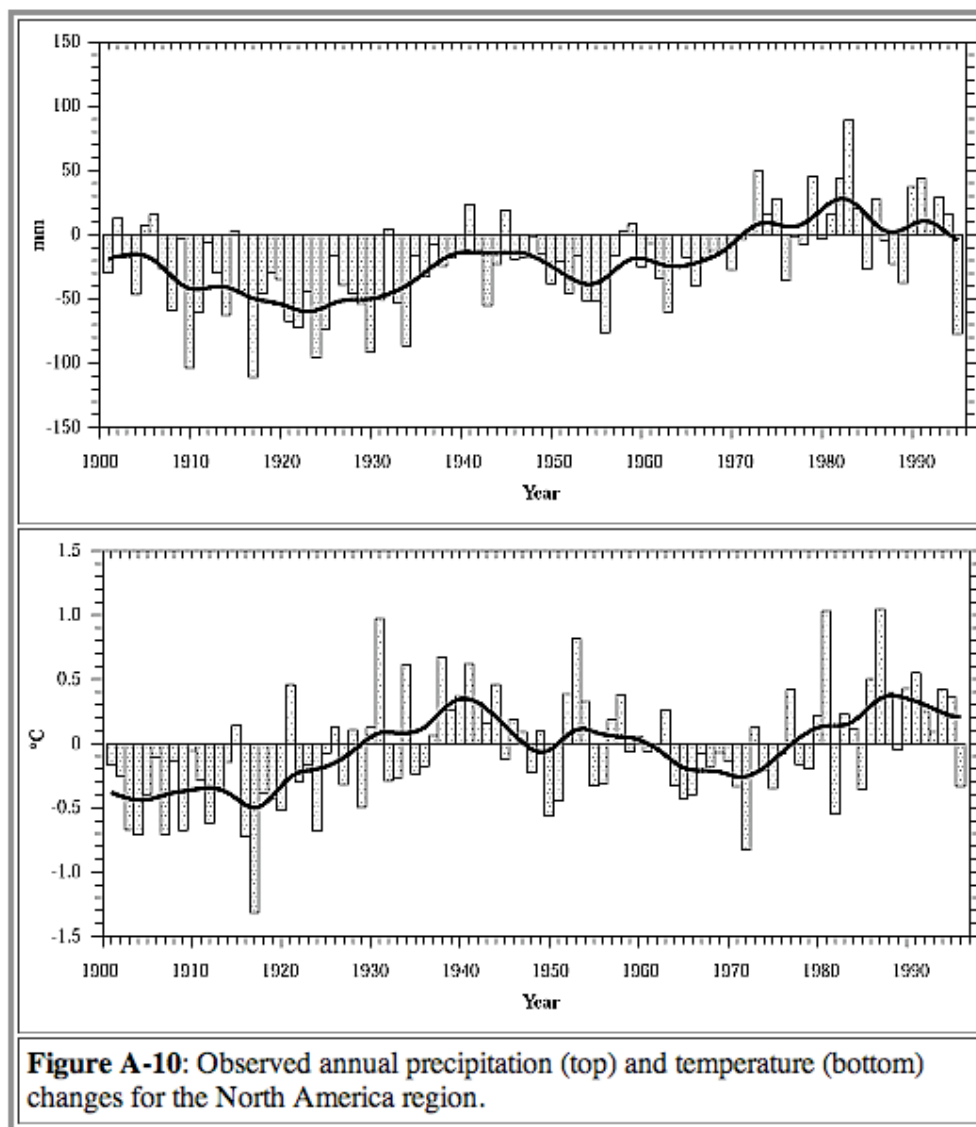 150
100
50
0
-50
-100
-150
mm
1900 1910 1920 1930 1940 1950 1960 1970 1980 1990
Year
1.5
1.0
0.5
0
-0.5
-1.0
-1.5
°C
1900 1910 1920 1930 1940 1950 1960 1970 1980 1990
Year
Figure A-10: Observed annual precipitation (top) and temperature (bottom)
changes for the North America region.